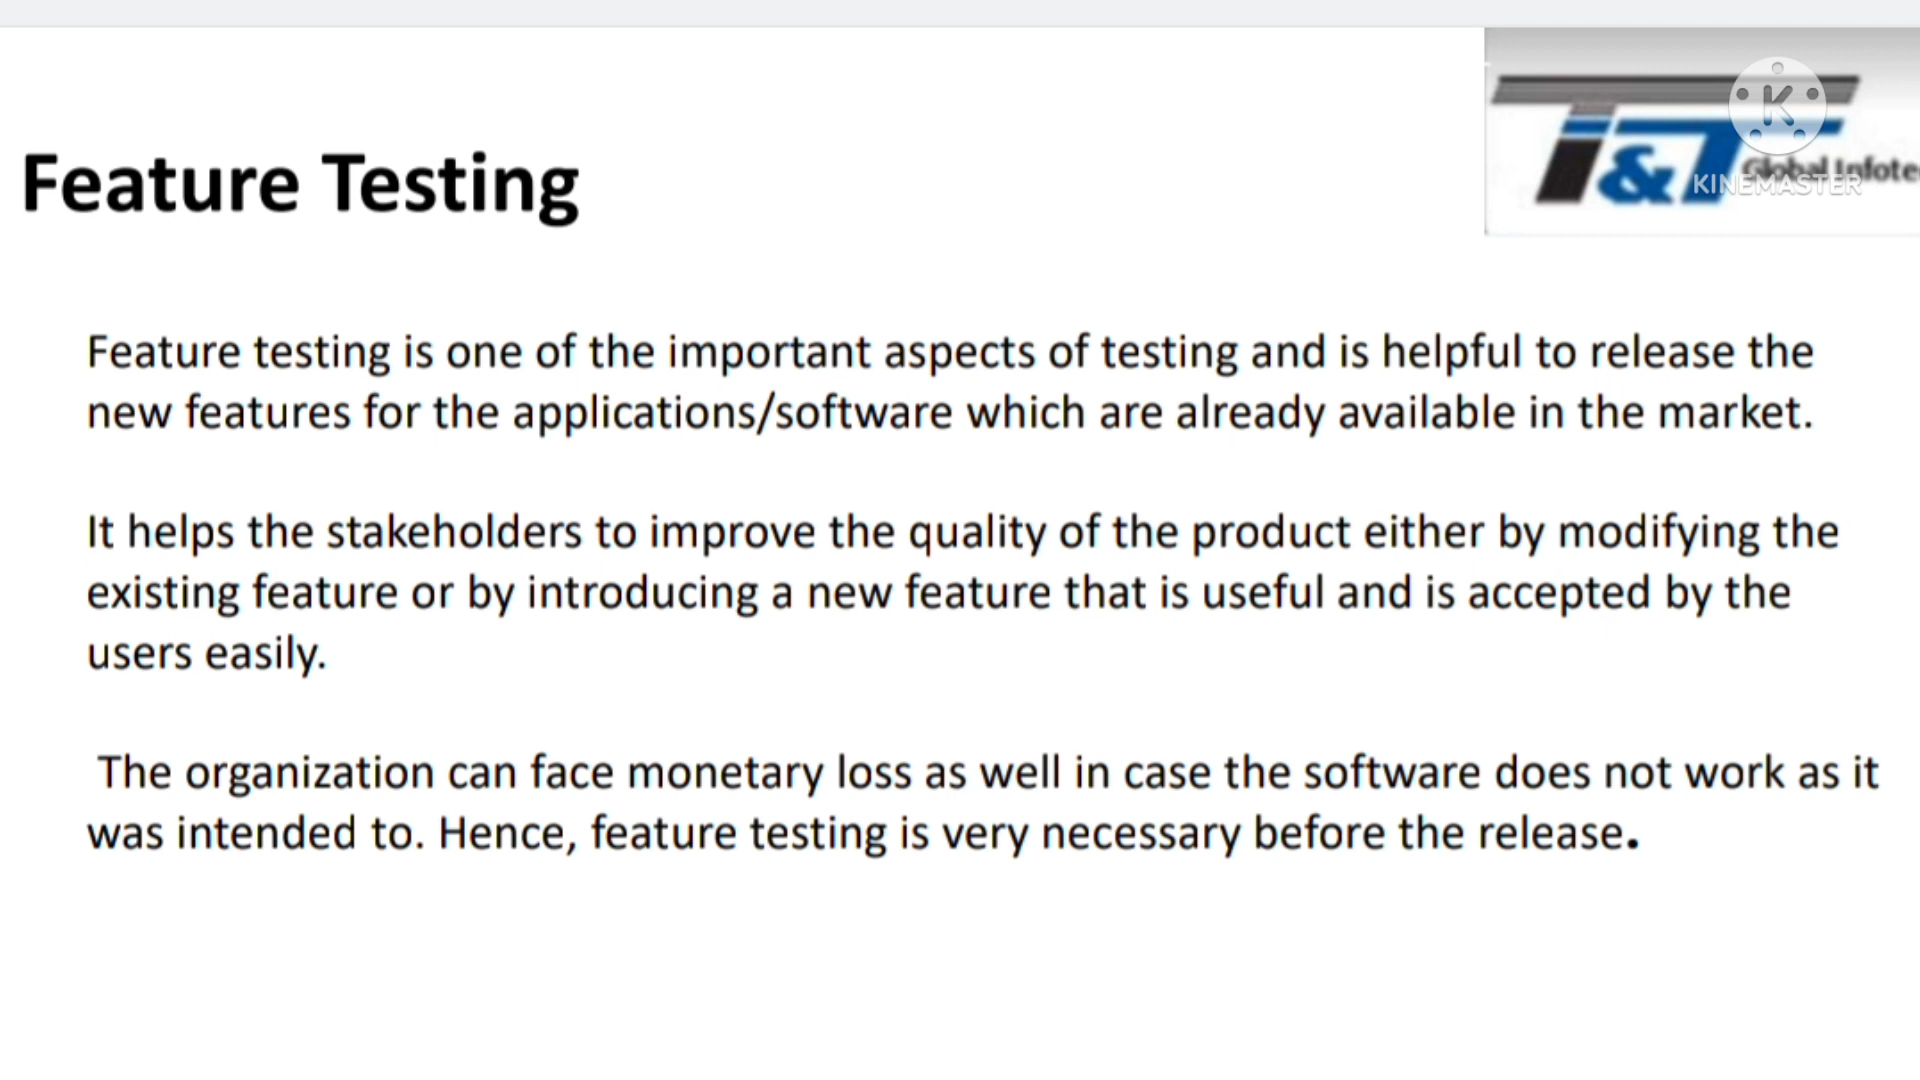 T&T
Global Infote
KINEMASTER
Feature Testing
Feature testing is one of the important aspects of testing and is helpful to release the
new features for the applications/software which are already available in the market.
It helps the stakeholders to improve the quality of the product either by modifying the
existing feature or by introducing a new feature that is useful and is accepted by the
users easily.
The organization can face monetary loss as well in case the software does not work as it
was intended to. Hence, feature testing is very necessary before the release.